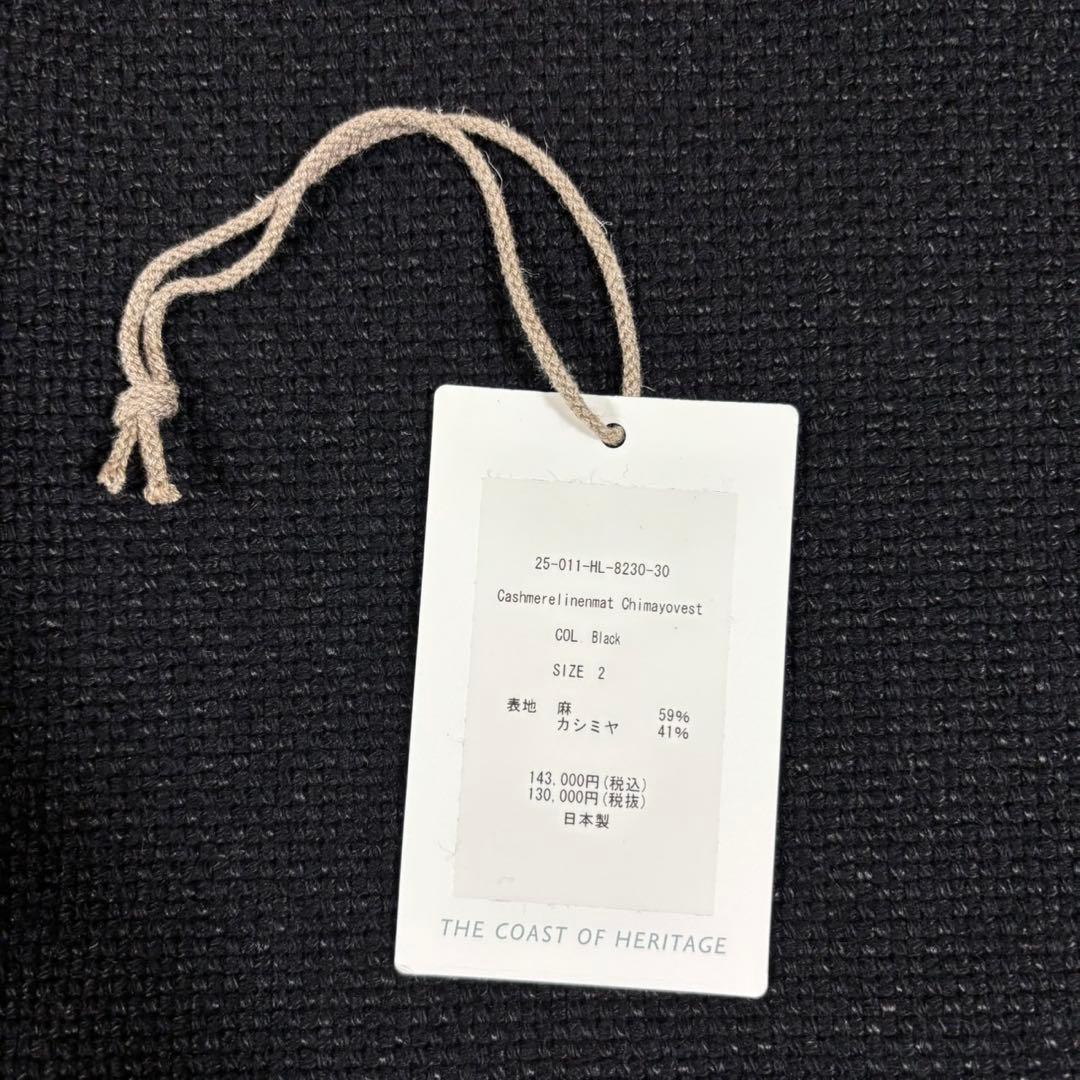 25-011-HL-8230-30
Cashmerelinenmat Chimayovest
COL. Black
SIZE 2
表地 麻 59%
カシミヤ 41%
143,000円(税込)
130,000円(税抜)
日本製
THE COAST OF HERITAGE